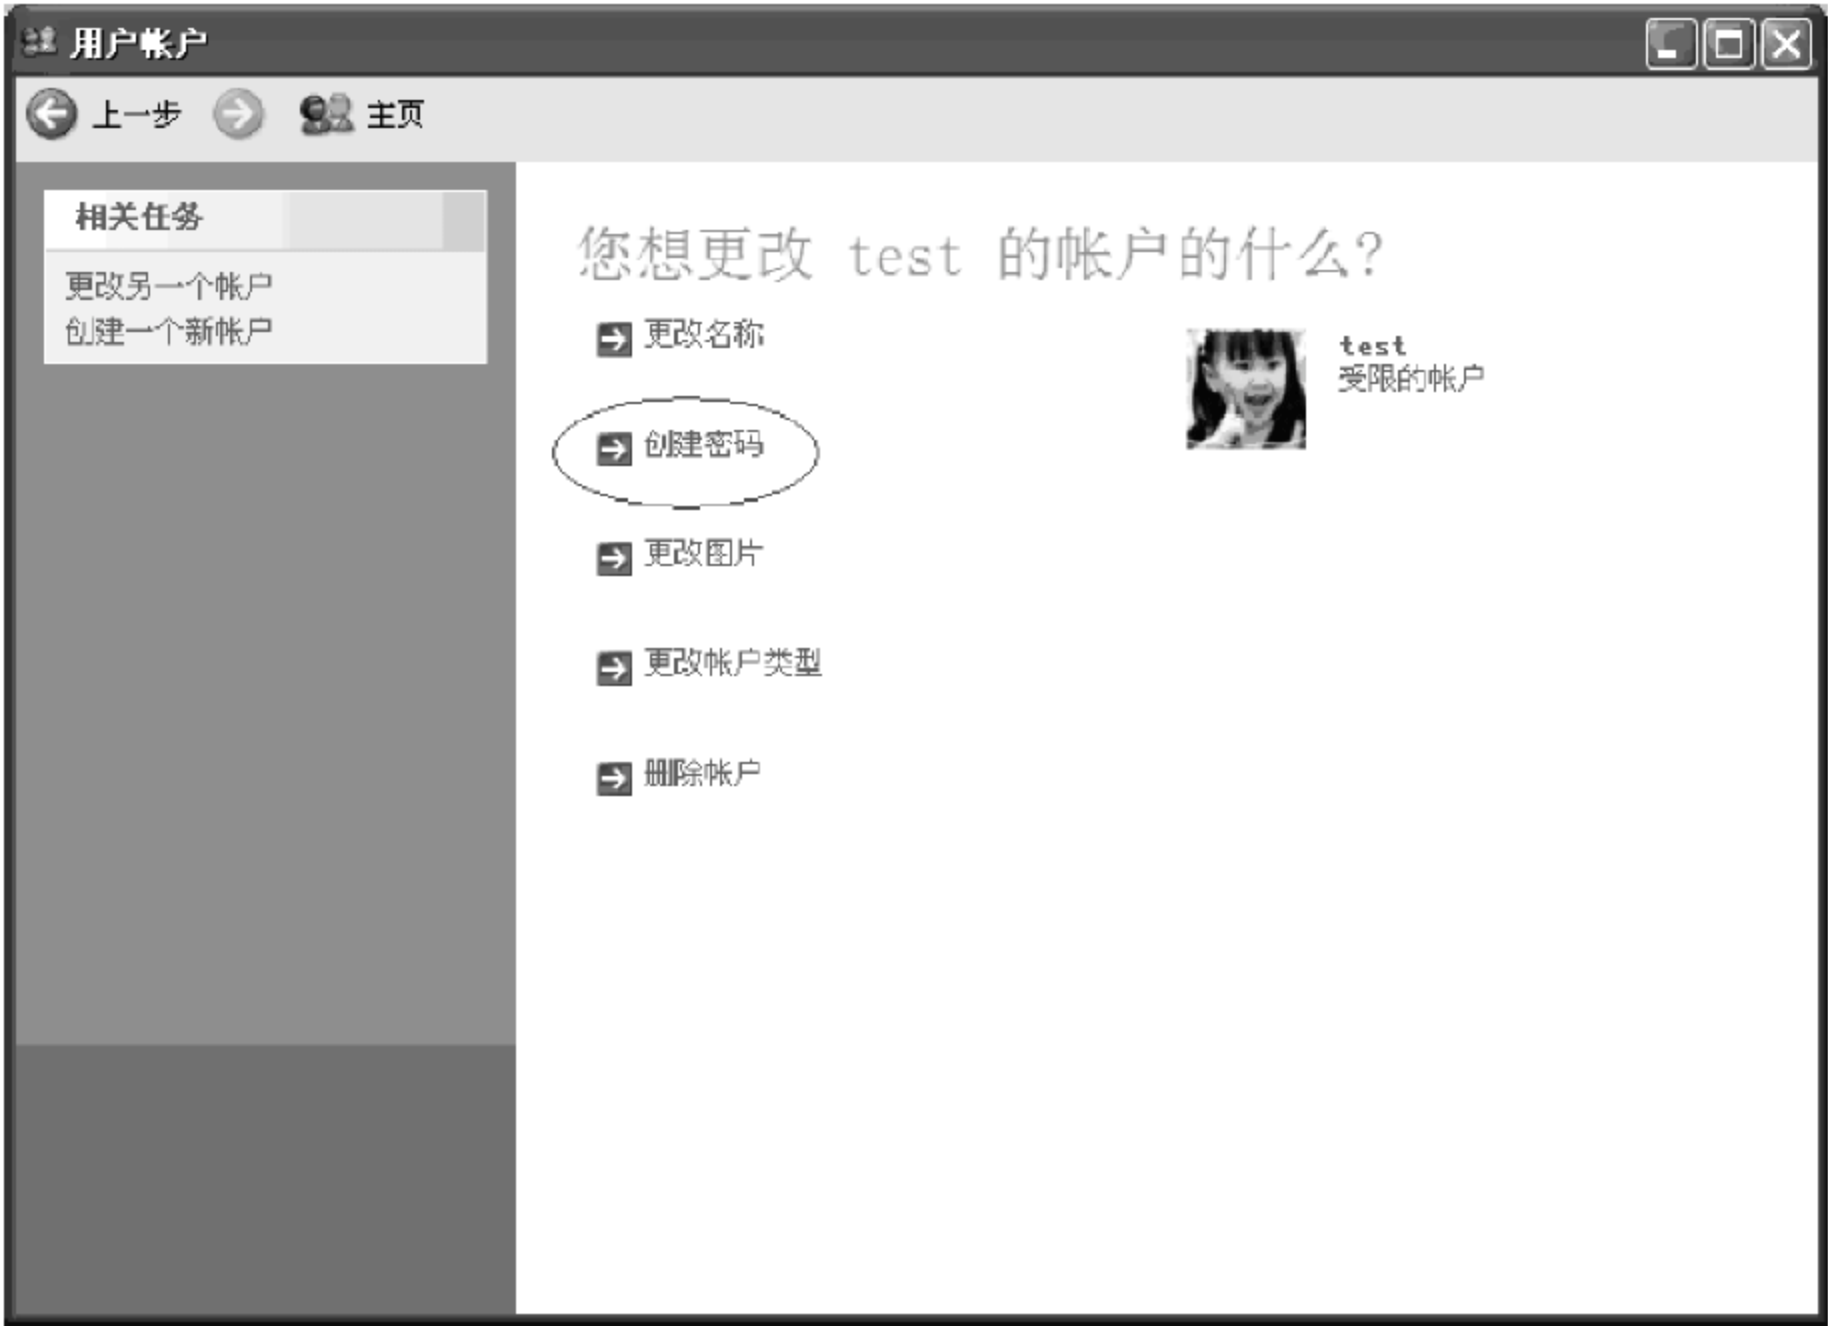 用户帐户
上一步 主页
相关任务
更改另一个帐户
创建一个新帐户
您想更改 test 的帐户的什么?
更改名称
test
受限的帐户
创建密码
更改图片
更改帐户类型
删除帐户